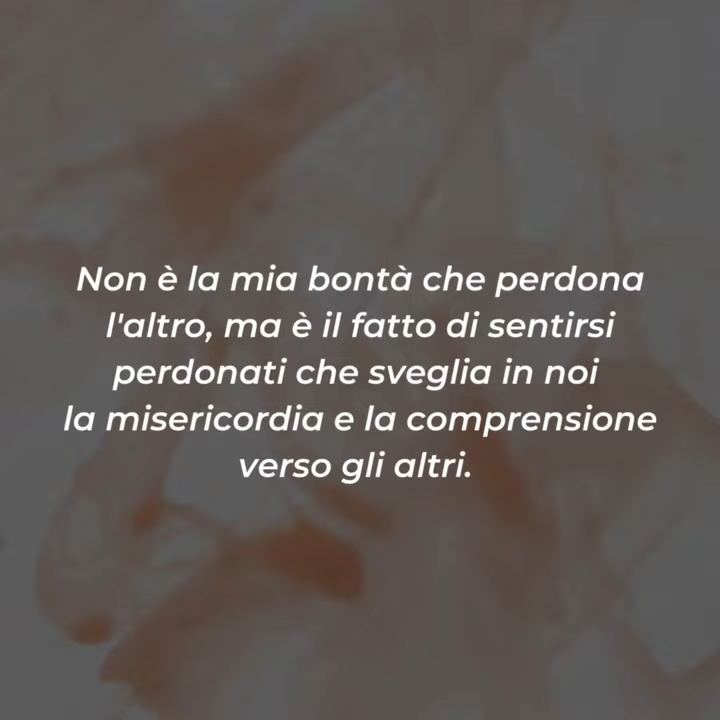 Non è la mia bontà che perdona
l'altro, ma è il fatto di sentirsi
perdonati che sveglia in noi
la misericordia e la comprensione
verso gli altri.